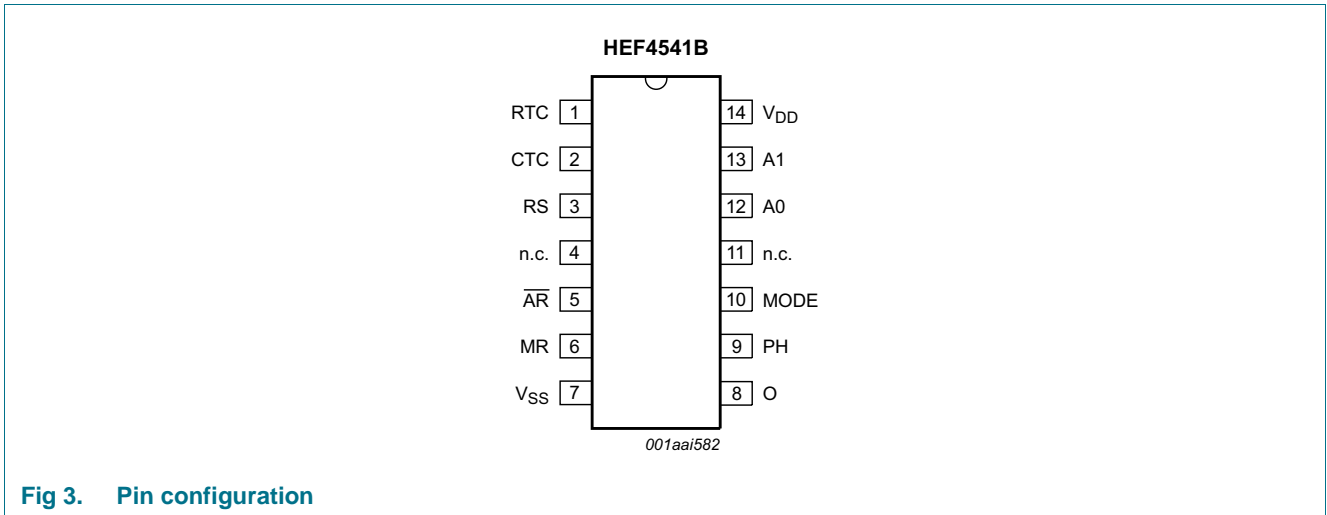 HEF4541B
RTC 1 14 VDD
CTC 2 13 A1
RS 3 12 A0
n.c. 4 11 n.c.
A̅R̅ 5 10 MODE
MR 6 9 PH
VSS 7 8 O
001aai582
Fig 3. Pin configuration